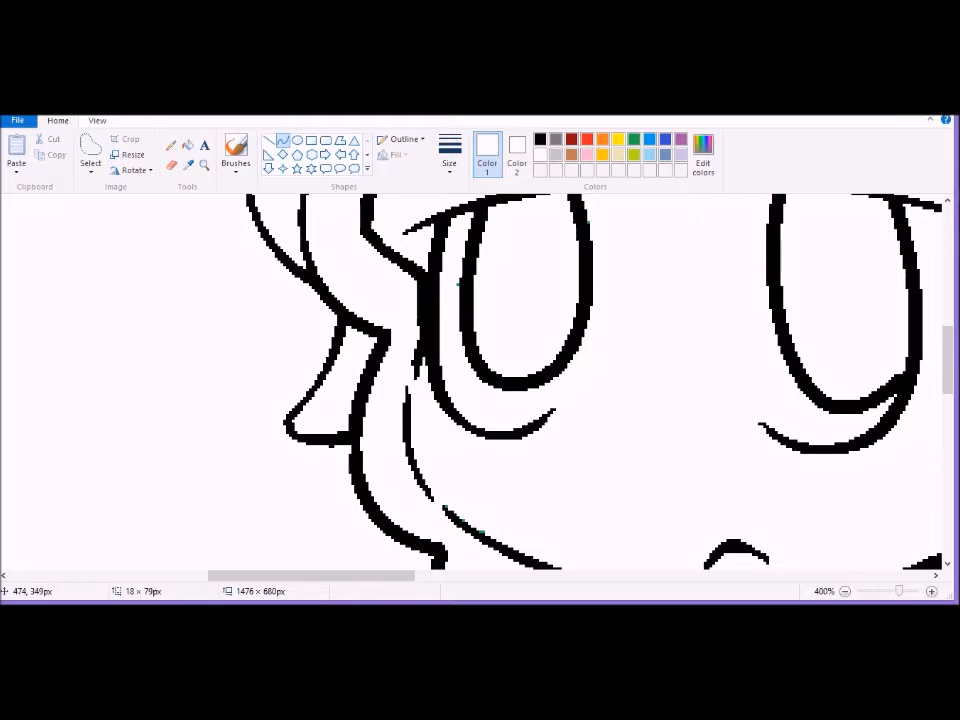 File Home View
Paste
Cut
Copy
Clipboard
Select
Crop
Resize
Rotate
Image
A
Tools
Brushes
Outline
Fill
Shapes
Size
Color
1
Color
2
Edit
colors
Colors
474, 349px 18 × 79px 1476 × 680px 400%